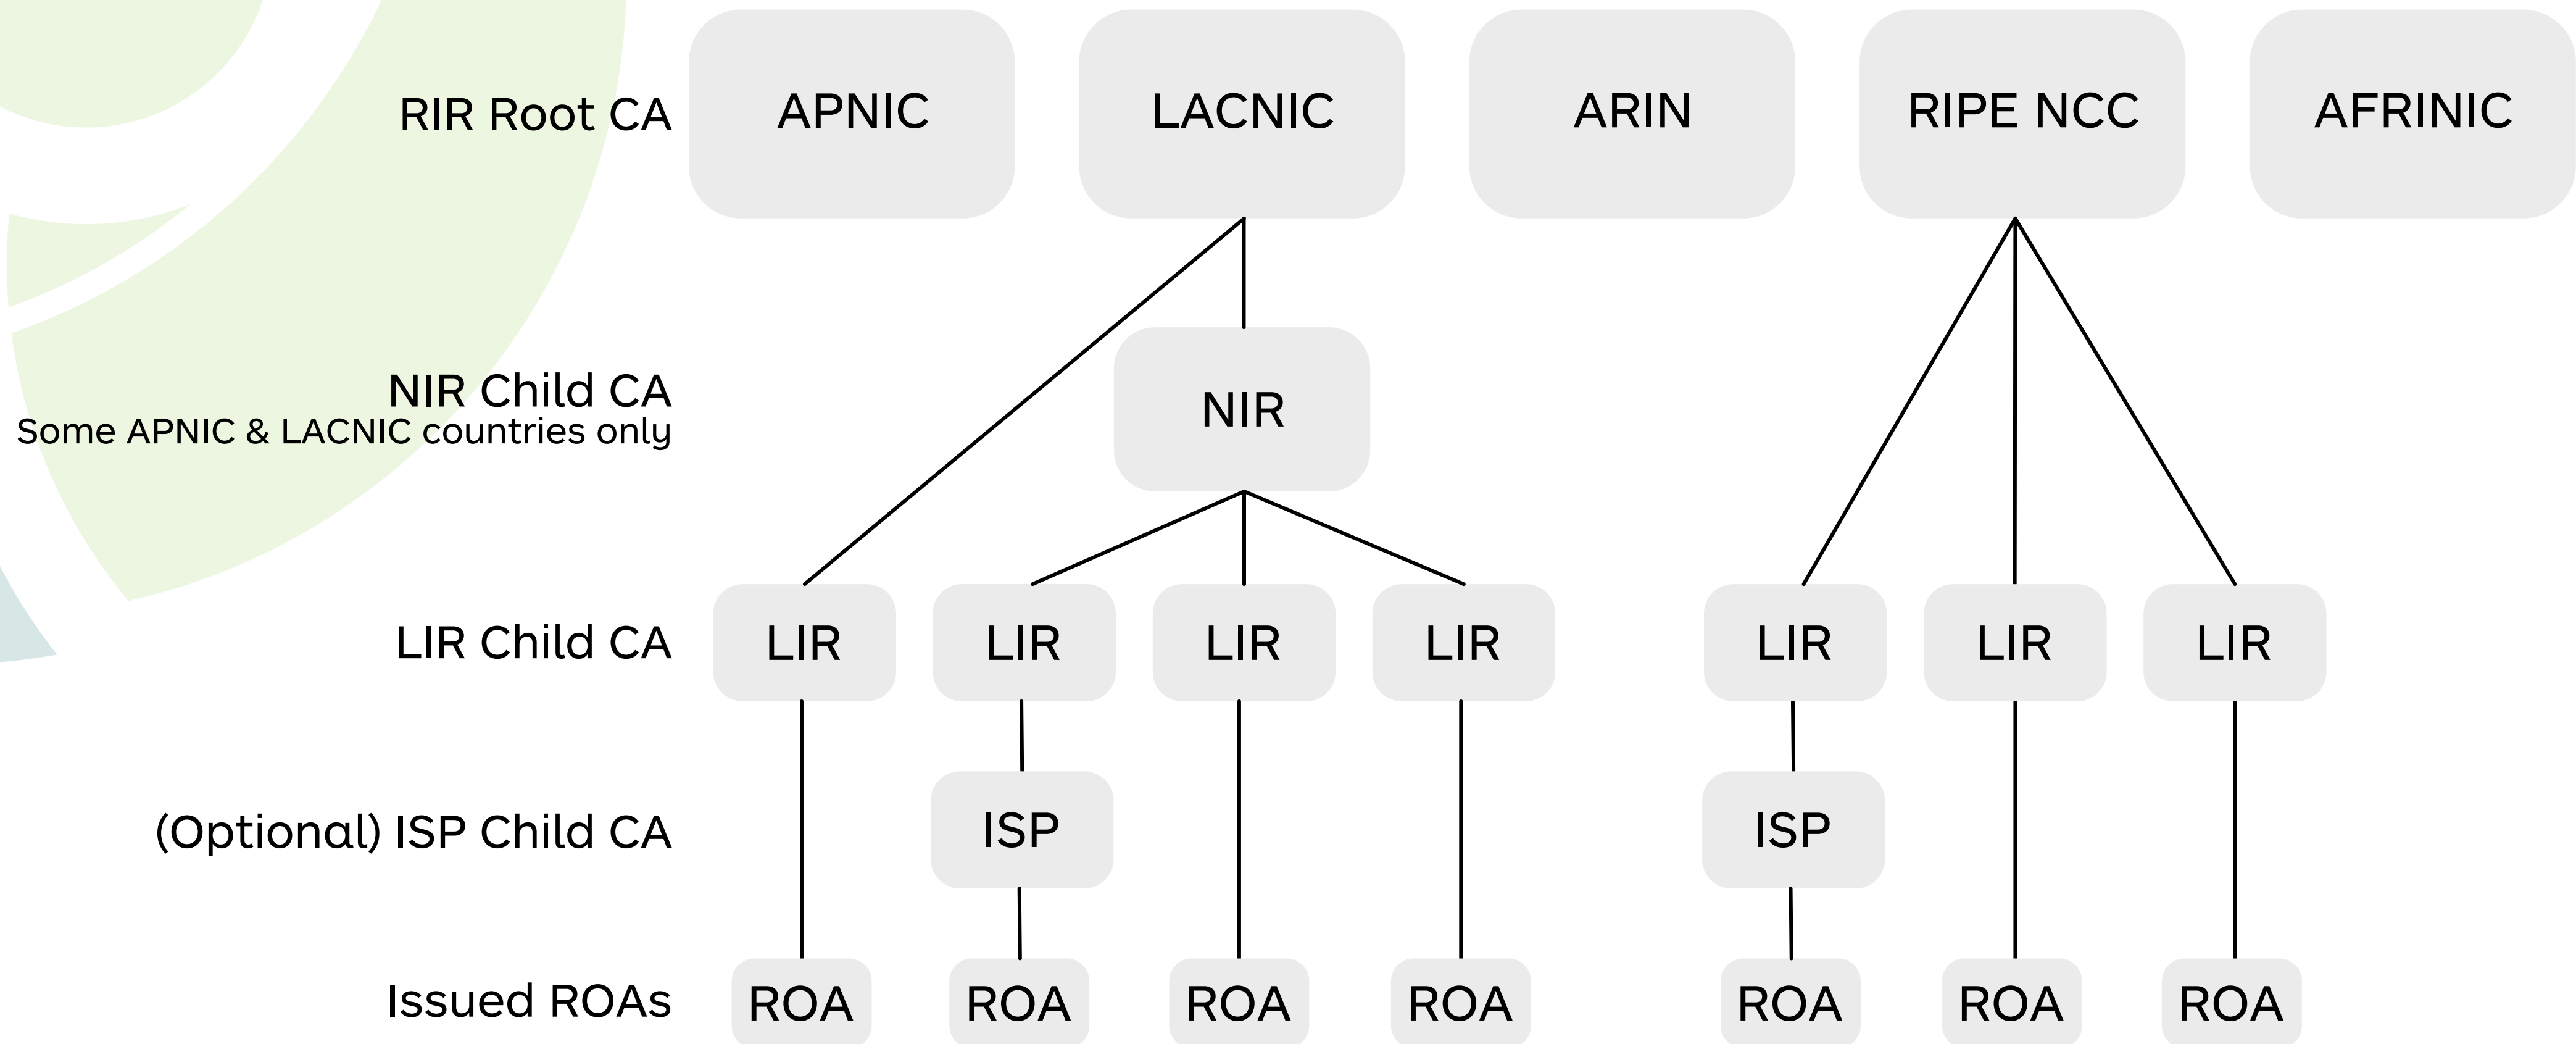 RIR Root CA
APNIC
LACNIC
ARIN
RIPE NCC
AFRINIC
NIR Child CA
Some APNIC & LACNIC countries only
NIR
LIR Child CA
LIR
LIR
LIR
LIR
LIR
LIR
LIR
(Optional) ISP Child CA
ISP
ISP
Issued ROAs
ROA
ROA
ROA
ROA
ROA
ROA
ROA